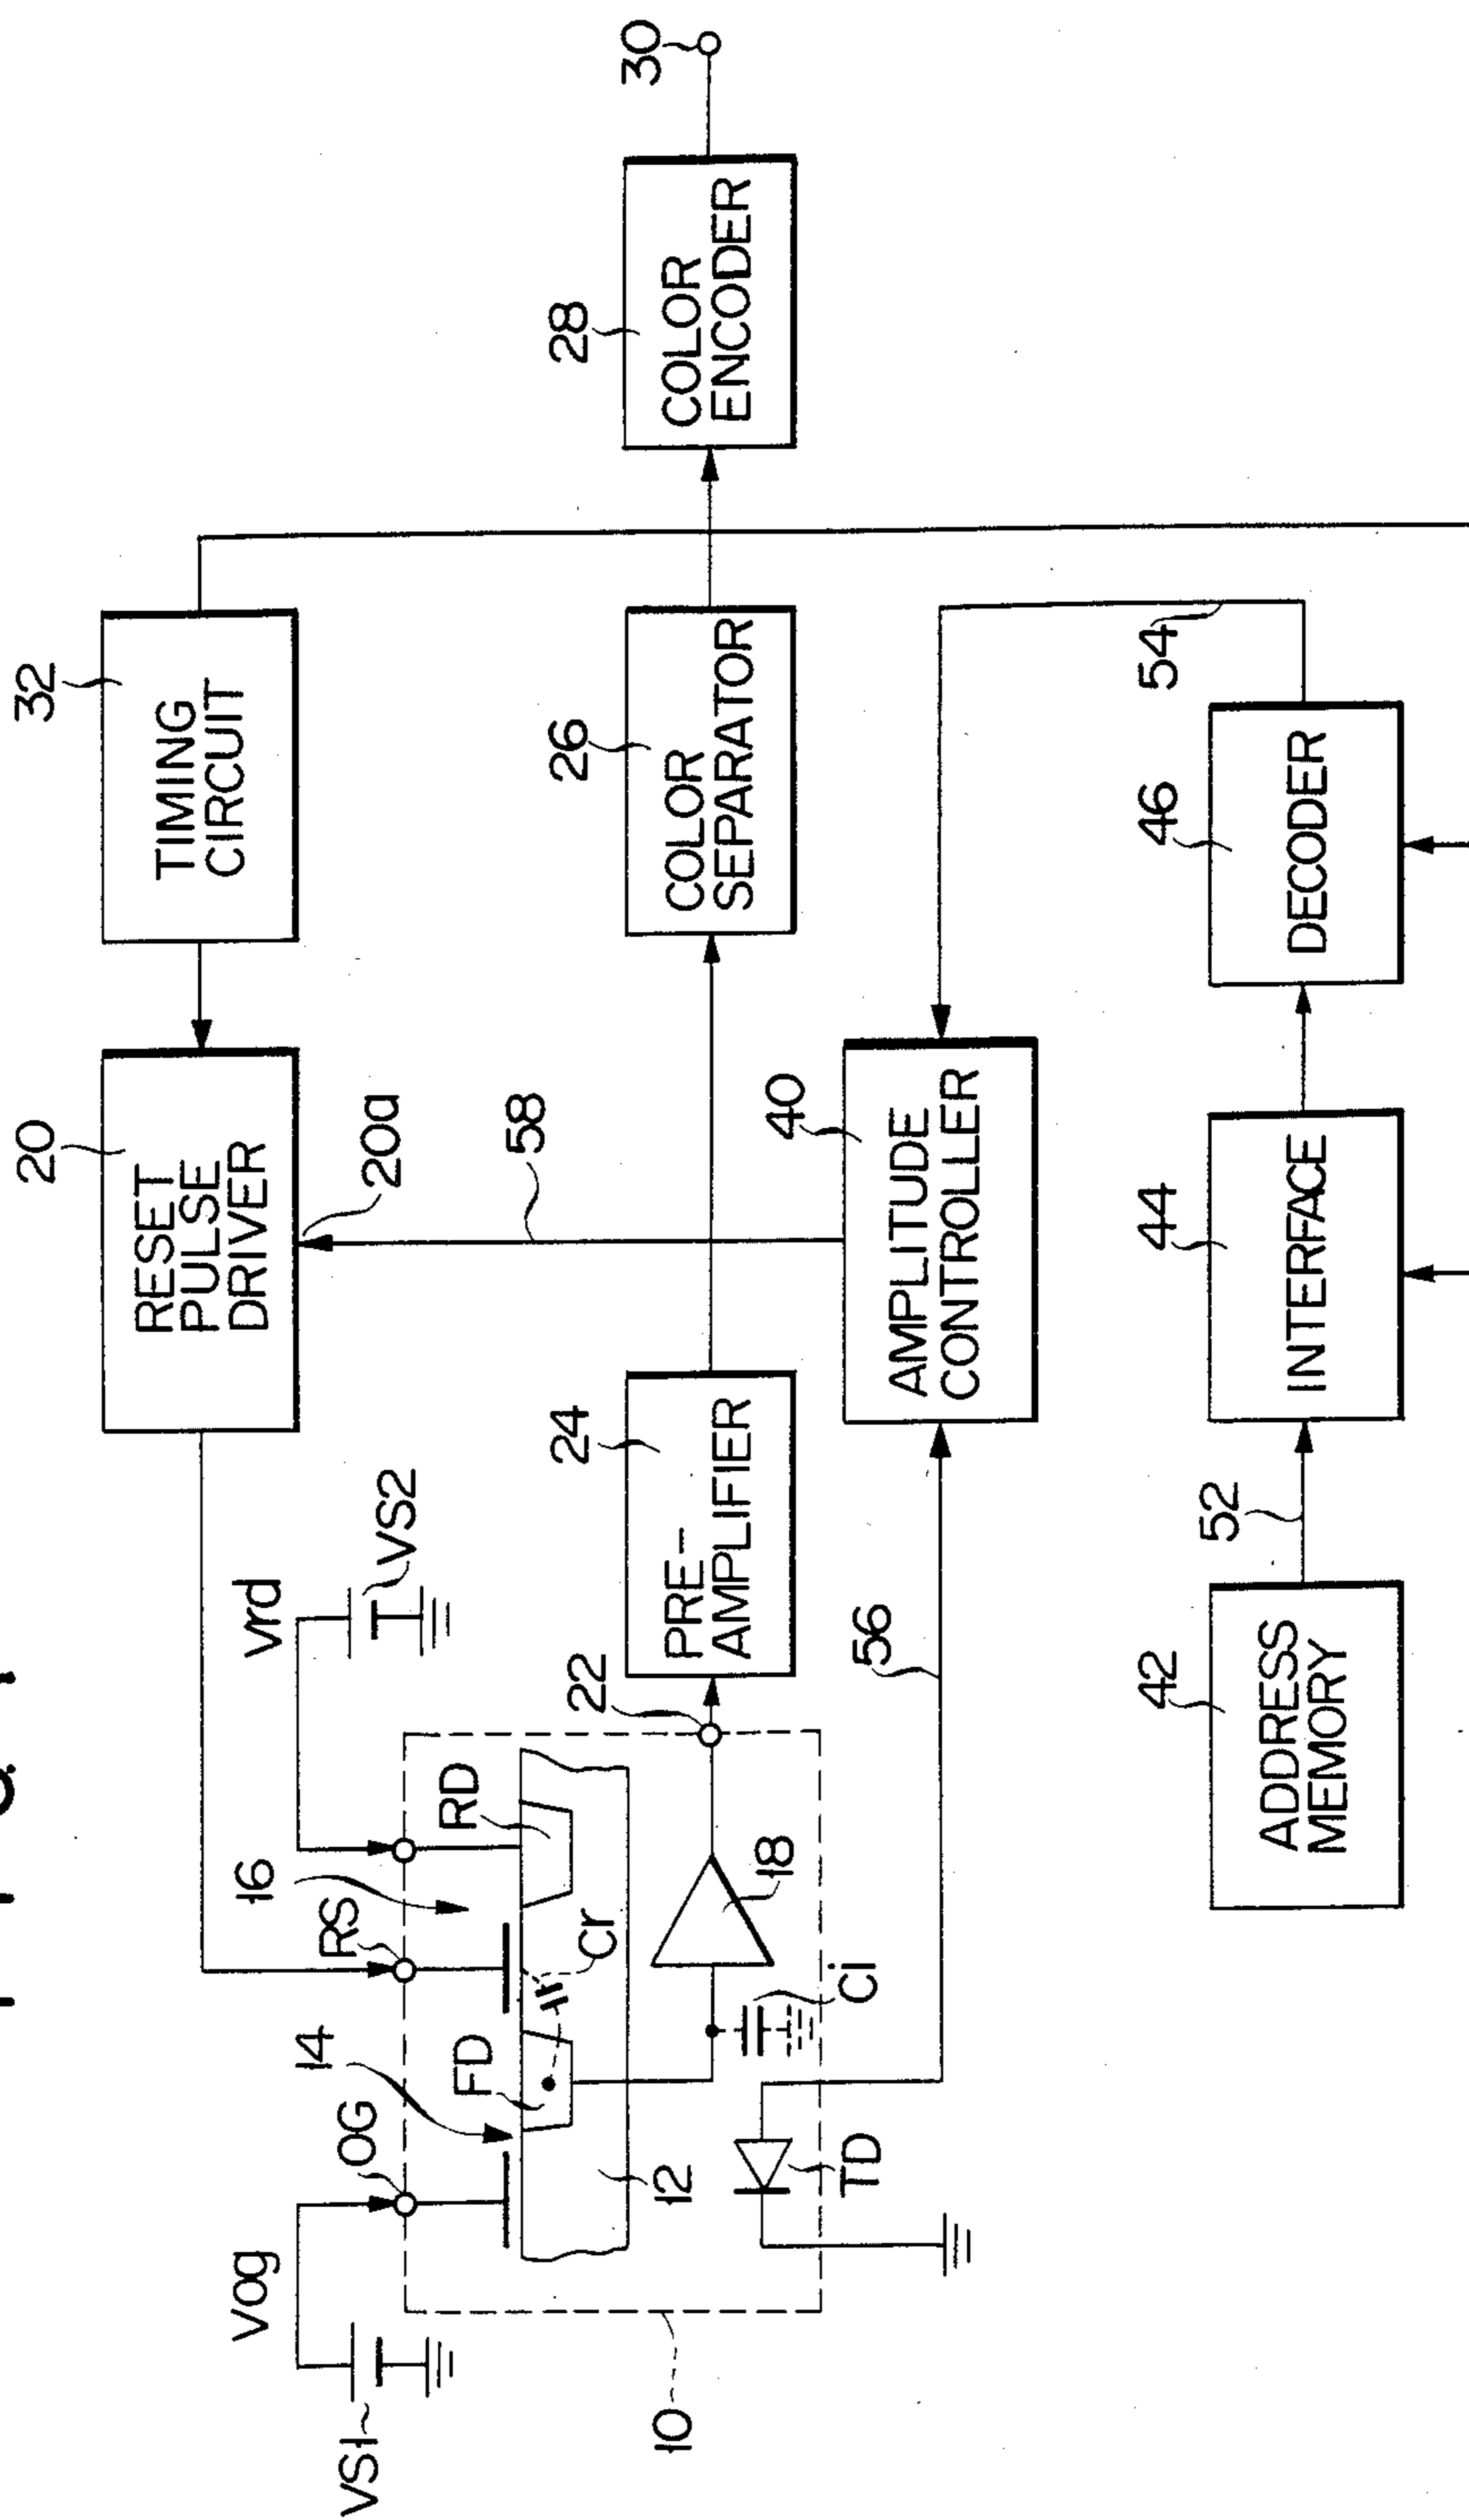 VS1
Vog
OG
14
RS
16
Vrd
VS2
20
RESET
PULSE
DRIVER
20a
32
TIMING
CIRCUIT
10
12
FD
Cr
RD
TD
Ci
18
22
24
PRE-
AMPLIFIER
58
26
COLOR
SEPARATOR
28
COLOR
ENCODER
30
56
40
AMPLITUDE
CONTROLLER
54
42
ADDRESS
MEMORY
52
44
INTERFACE
46
DECODER